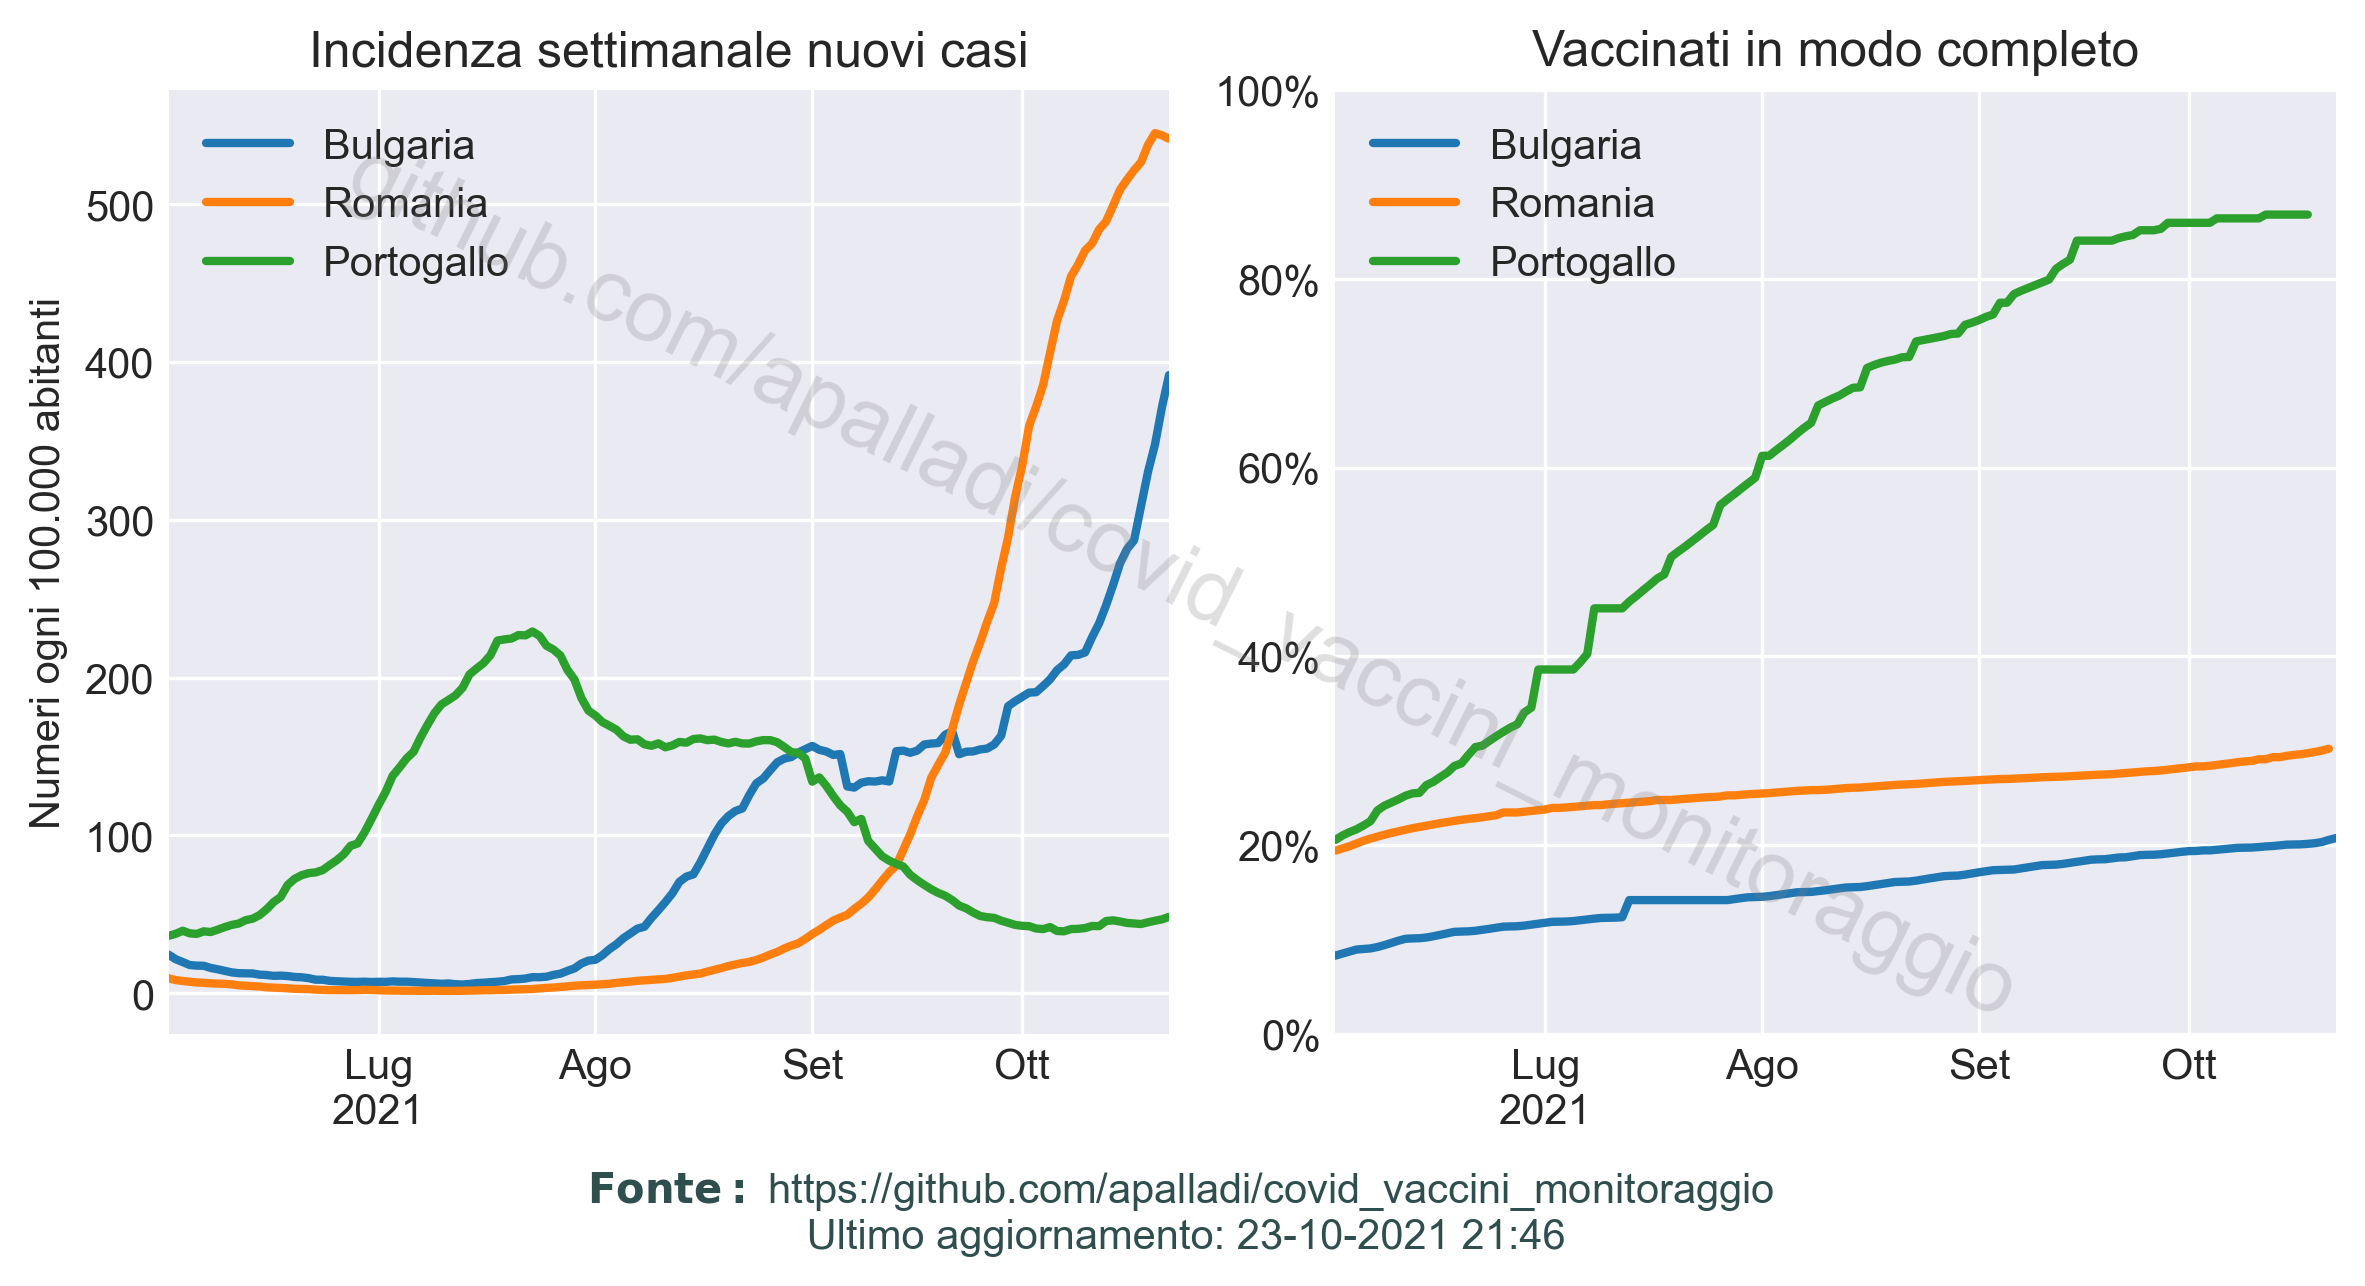 Incidenza settimanale nuovi casi
Bulgaria
Romania
Portogallo
Numeri ogni 100.000 abitanti
500
400
300
200
100
0
Lug
2021
Ago
Set
Ott
Vaccinati in modo completo
100%
80%
60%
40%
20%
0%
Bulgaria
Romania
Portogallo
Lug
2021
Ago
Set
Ott
github.com/apalladi/covid_vaccini_monitoraggio
Fonte: https://github.com/apalladi/covid_vaccini_monitoraggio
Ultimo aggiornamento: 23-10-2021 21:46